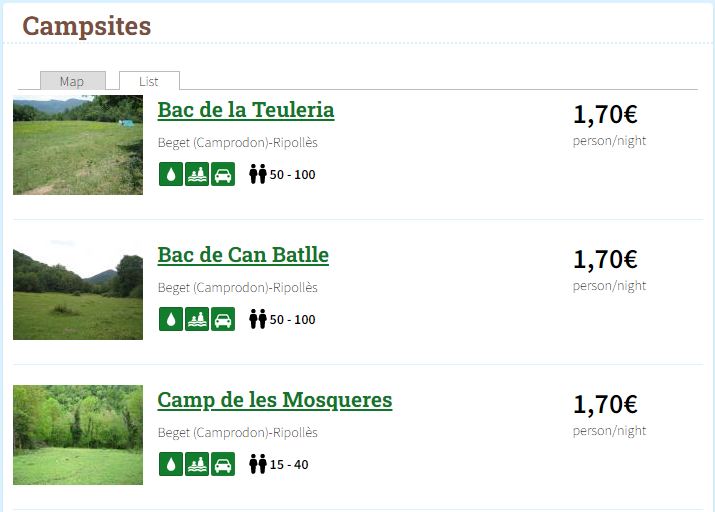 Campsites
Map
List
Bac de la Teuleria
1,70€
Beget (Camprodon)-Ripollès
person/night
50 - 100
Bac de Can Batlle
1,70€
Beget (Camprodon)-Ripollès
person/night
50 - 100
Camp de les Mosqueres
1,70€
Beget (Camprodon)-Ripollès
person/night
15 - 40